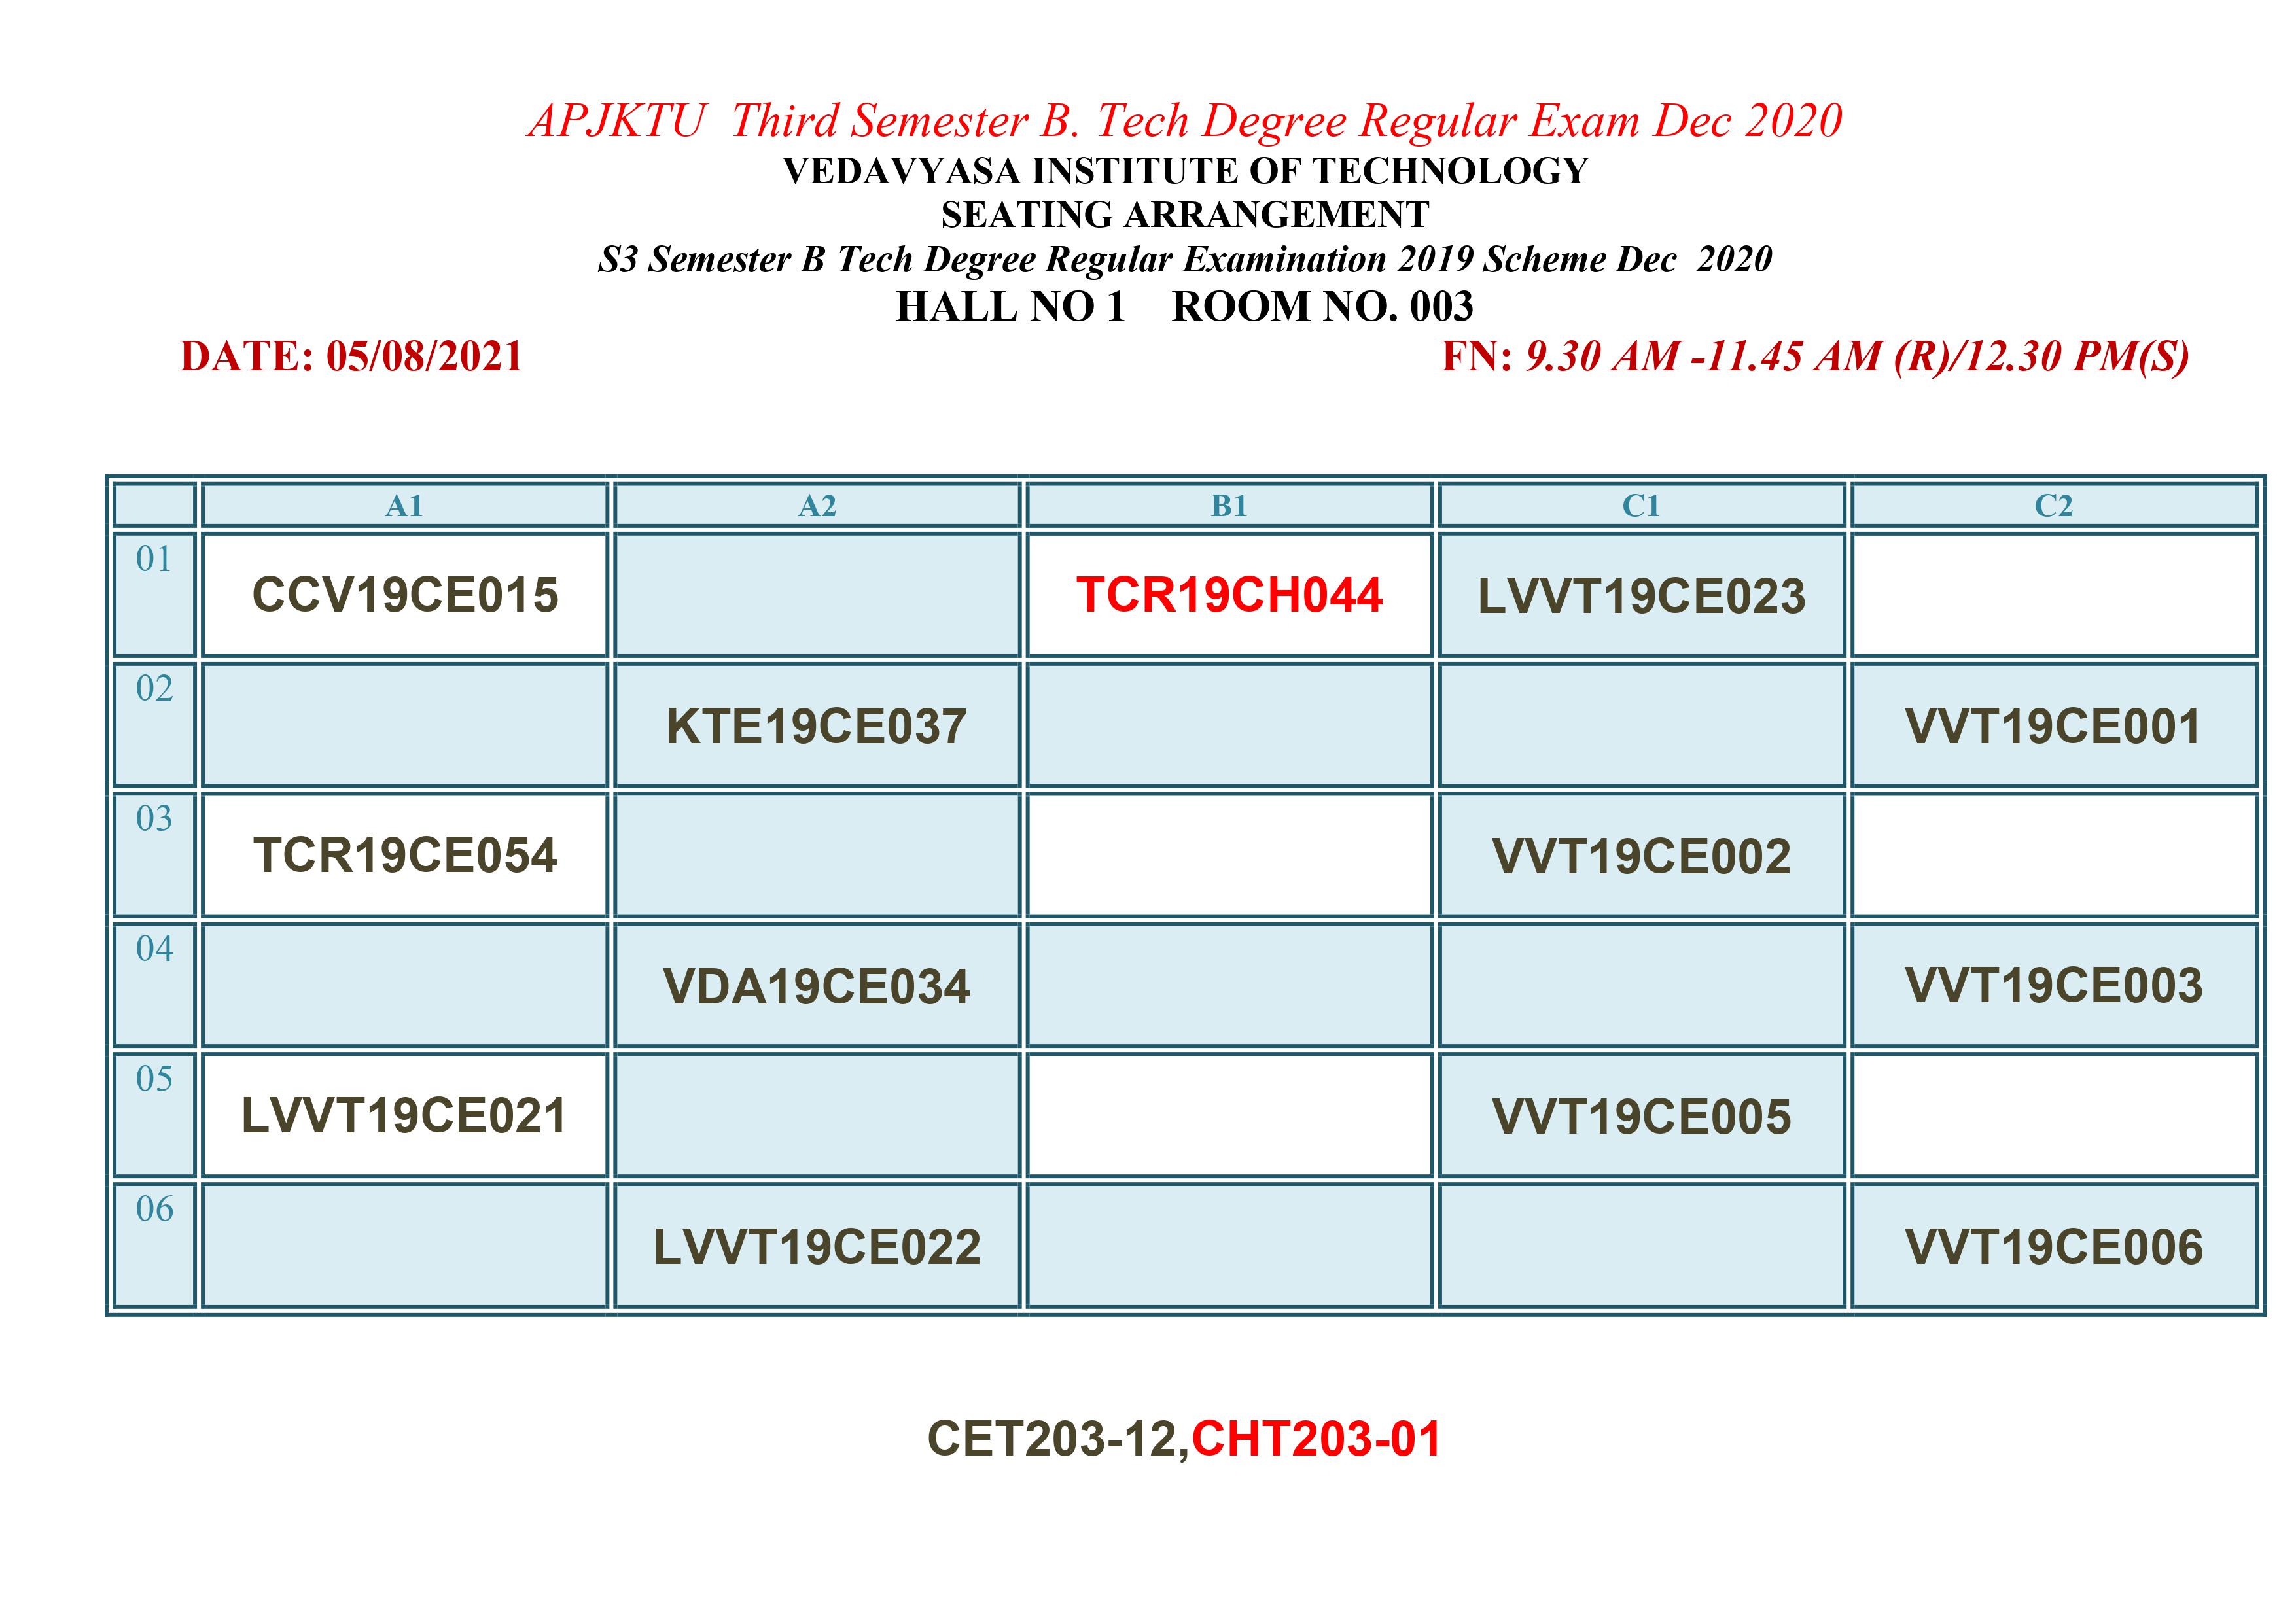 APJKTU  Third Semester B. Tech Degree Regular Exam Dec 2020
VEDAVYASA INSTITUTE OF TECHNOLOGY
SEATING ARRANGEMENT
S3 Semester B Tech Degree Regular Examination 2019 Scheme Dec  2020
HALL NO 1    ROOM NO. 003
DATE: 05/08/2021    FN: 9.30 AM -11.45 AM (R)/12.30 PM(S)
A1 A2 B1 C1 C2
01 CCV19CE015 TCR19CH044 LVVT19CE023
02 KTE19CE037 VVT19CE001
03 TCR19CE054 VVT19CE002
04 VDA19CE034 VVT19CE003
05 LVVT19CE021 VVT19CE005
06 LVVT19CE022 VVT19CE006
CET203-12,CHT203-01